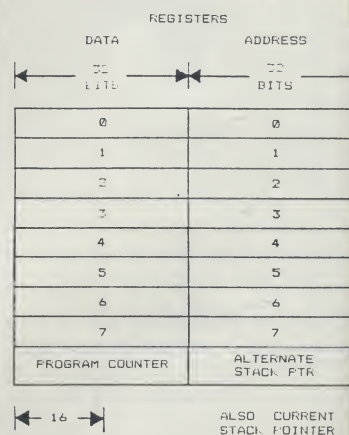 REGISTERS
DATA ADDRESS
32 32
BITS BITS
0 0
1 1
2 2
3 3
4 4
5 5
6 6
7 7
PROGRAM COUNTER ALTERNATE STACK PTR
16 ALSO CURRENT
STACK POINTER